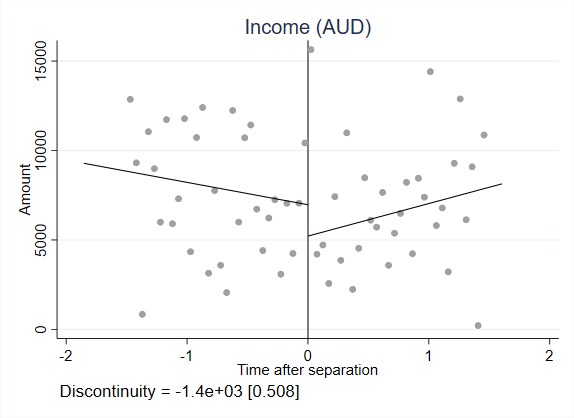 Income (AUD)
15000
10000
5000
0
Amount
-2 -1 0 1 2
Time after separation
Discontinuity = -1.4e+03 [0.508]